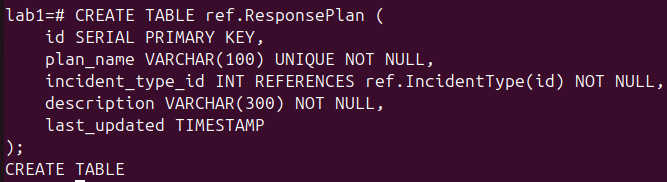 lab1=# CREATE TABLE ref.ResponsePlan (
    id SERIAL PRIMARY KEY,
    plan_name VARCHAR(100) UNIQUE NOT NULL,
    incident_type_id INT REFERENCES ref.IncidentType(id) NOT NULL,
    description VARCHAR(300) NOT NULL,
    last_updated TIMESTAMP
);
CREATE TABLE